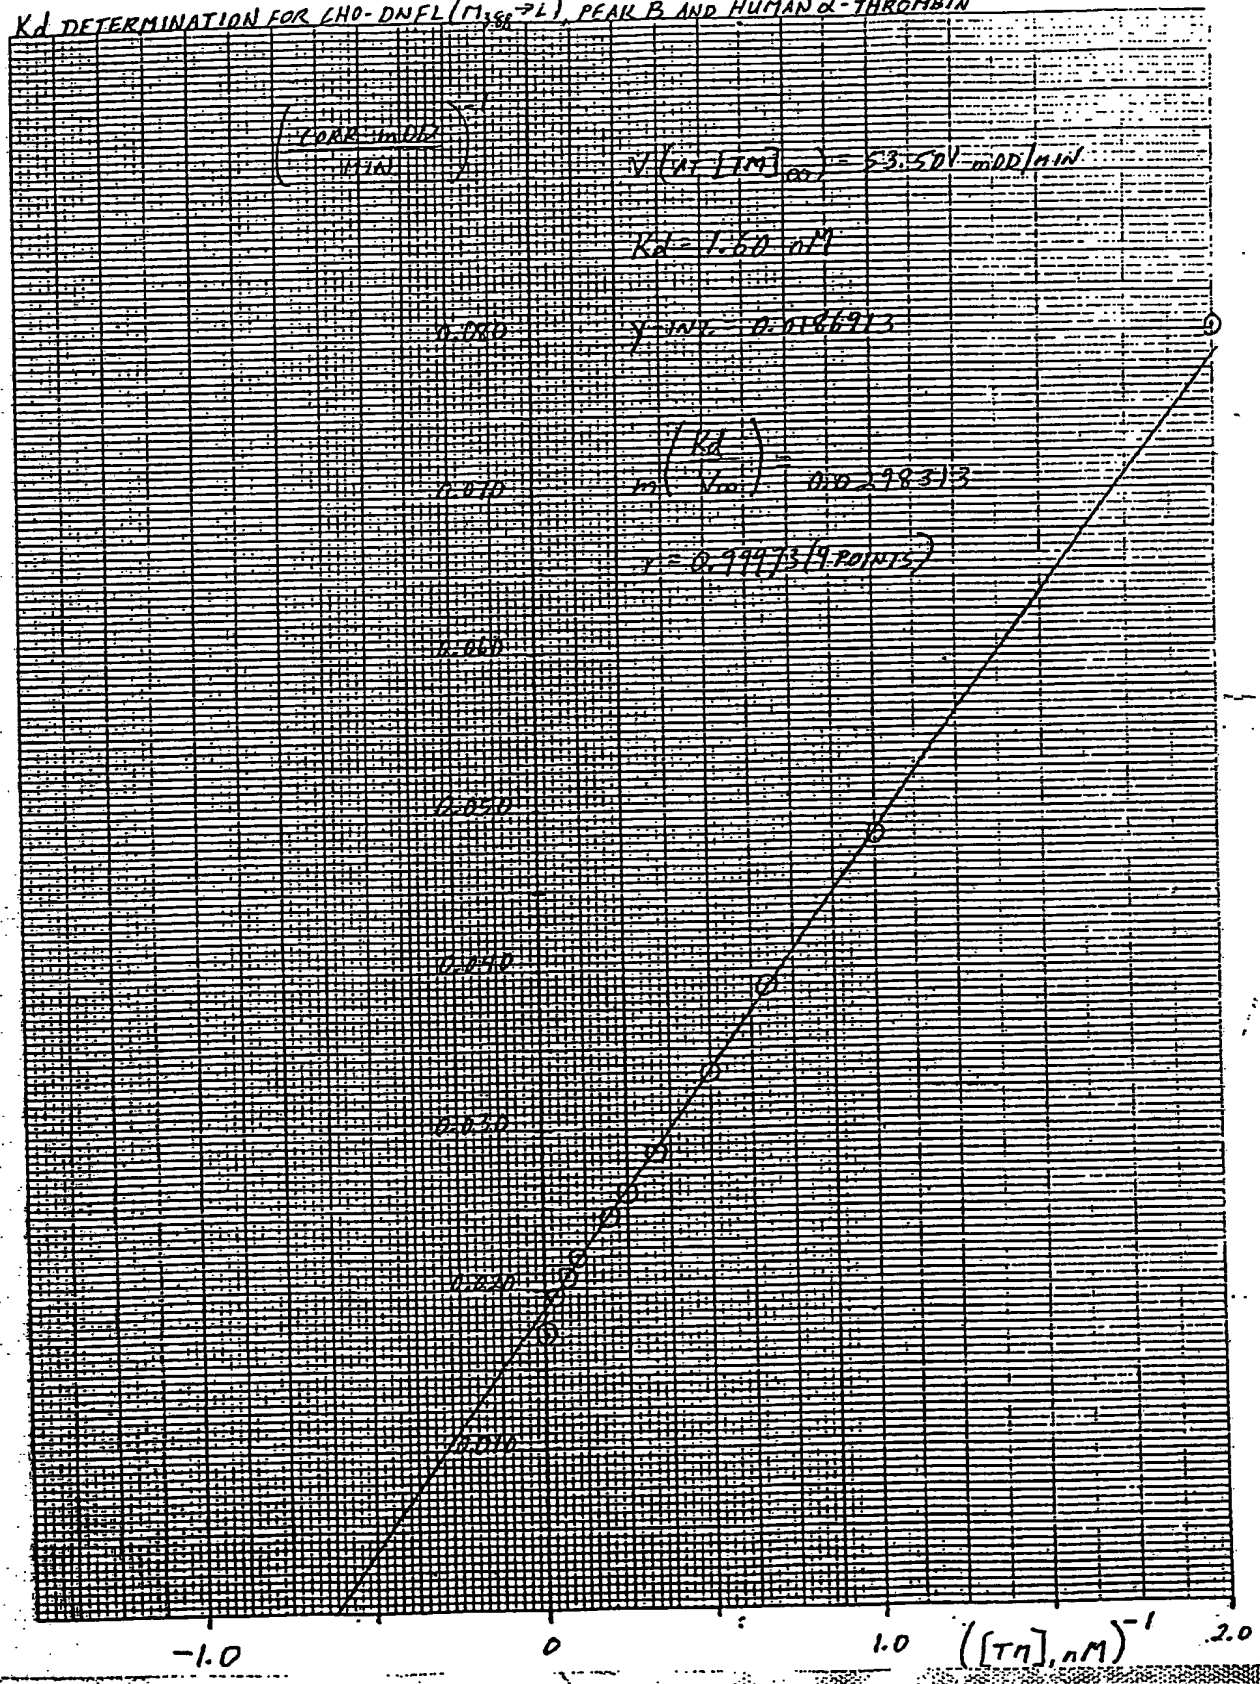 Kd DETERMINATION FOR CHO-DNFL (M388→L), PEAK B AND HUMAN α-THROMBIN
(CORR mOD / MIN)^-1
V (AT [TM]∞) = 53.501 mOD/MIN
Kd = 1.60 nM
0.080
y INT. = 0.0186913
m (Kd / V∞) = 0.0298313
0.070
r = 0.99973 (9 POINTS)
0.060
0.050
0.040
0.030
0.020
0.010
-1.0 0 1.0 ([TM], nM)^-1 2.0